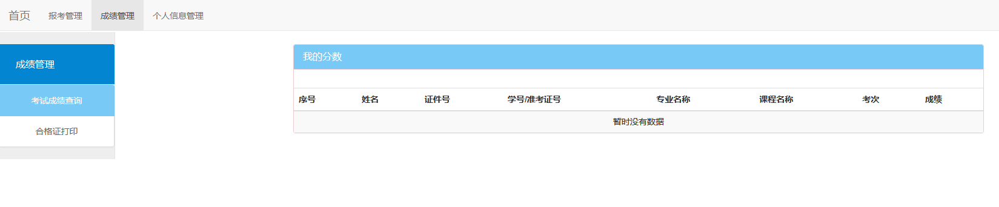 首页 报考管理 成绩管理 个人信息管理
成绩管理
考试成绩查询
合格证打印
我的分数
序号 姓名 证件号 学号/准考证号 专业名称 课程名称 考次 成绩
暂时没有数据